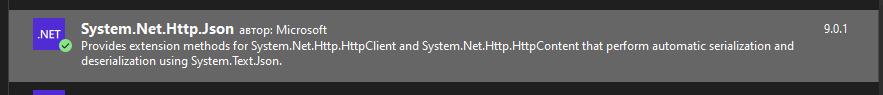 .NET
System.Net.Http.Json автор: Microsoft
9.0.1
Provides extension methods for System.Net.Http.HttpClient and System.Net.Http.HttpContent that perform automatic serialization and
deserialization using System.Text.Json.